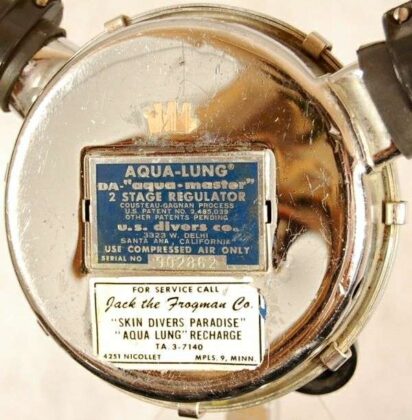 AQUA-LUNG®
DA-"aqua-master"
2 STAGE REGULATOR
COUSTEAU-GAGNAN PROCESS
U.S. PATENT NO. 2,485,039
OTHER PATENTS PENDING
u.s. divers co.
3323 W. DELHI
SANTA ANA, CALIFORNIA
USE COMPRESSED AIR ONLY
SERIAL NO
FOR SERVICE CALL
Jack the Frogman Co.
"SKIN DIVERS PARADISE"
"AQUA LUNG" RECHARGE
TA. 3-7140
4251 NICOLLET MPLS. 9, MINN.